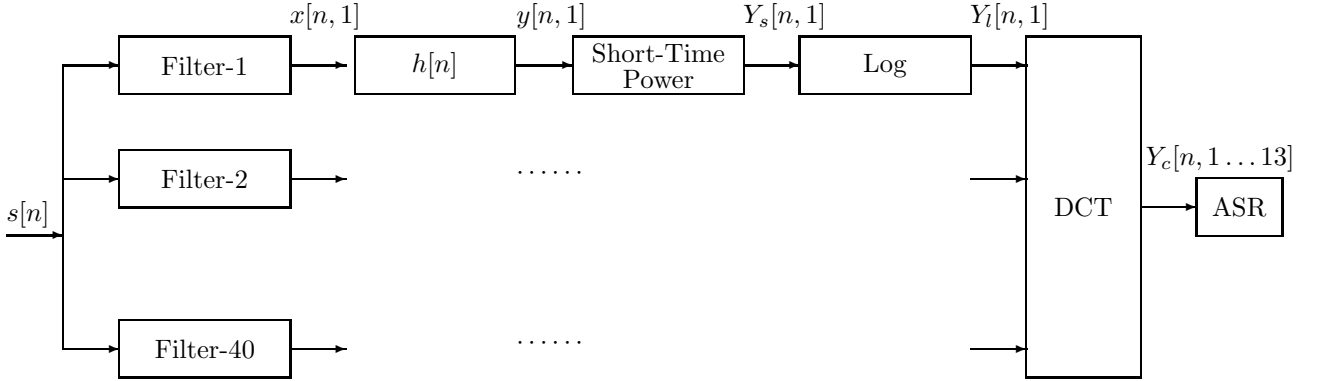 x[n, 1]
y[n, 1]
Y_s[n, 1]
Y_l[n, 1]
Filter-1
h[n]
Short-Time
Power
Log
Filter-2
......
Y_c[n, 1 . . . 13]
s[n]
DCT
ASR
Filter-40
......